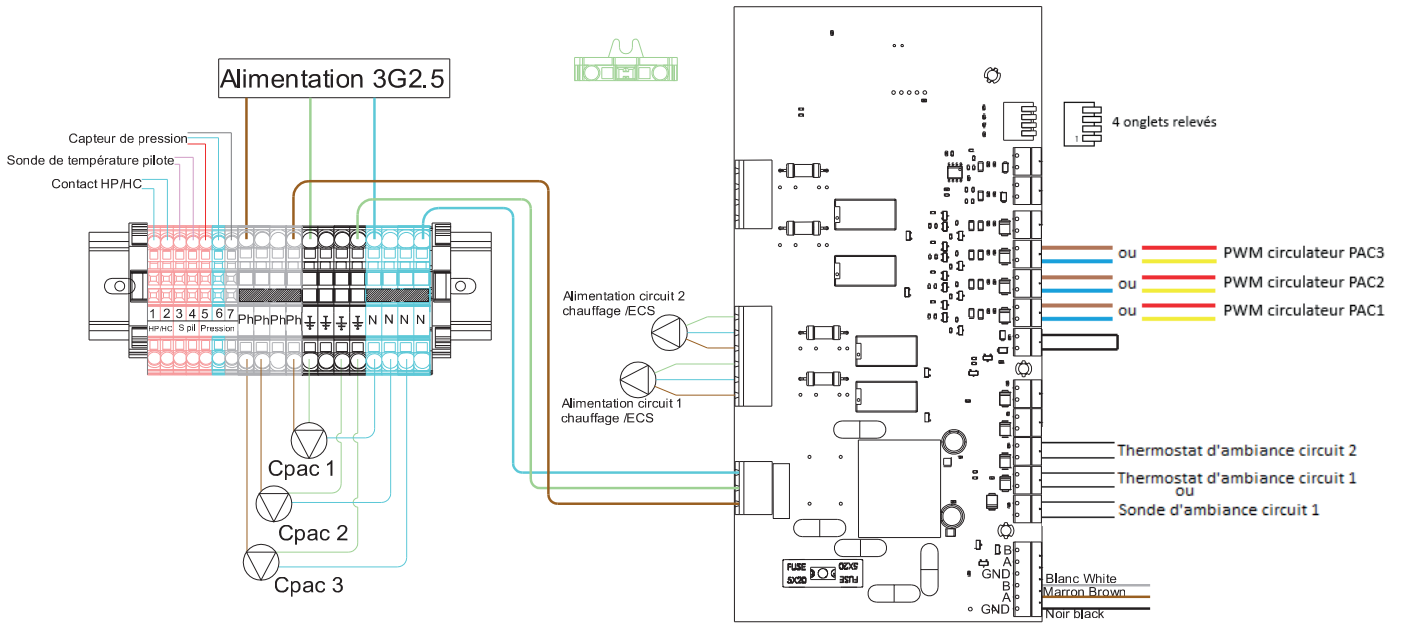 Alimentation 3G2.5
Capteur de pression
Sonde de température pilote
Contact HP/HC
1 2 3 4 5 6 7
HP/HC S pil Pression
Ph Ph Ph Ph
N N N N
Cpac 1
Cpac 2
Cpac 3
Alimentation circuit 2
chauffage /ECS
Alimentation circuit 1
chauffage /ECS
1
4 onglets relevés
ou PWM circulateur PAC3
ou PWM circulateur PAC2
ou PWM circulateur PAC1
Thermostat d'ambiance circuit 2
Thermostat d'ambiance circuit 1
ou
Sonde d'ambiance circuit 1
FUSE
5X20
FUSE
5X20
B
A
GND
B
A
GND
Blanc White
Marron Brown
Noir black